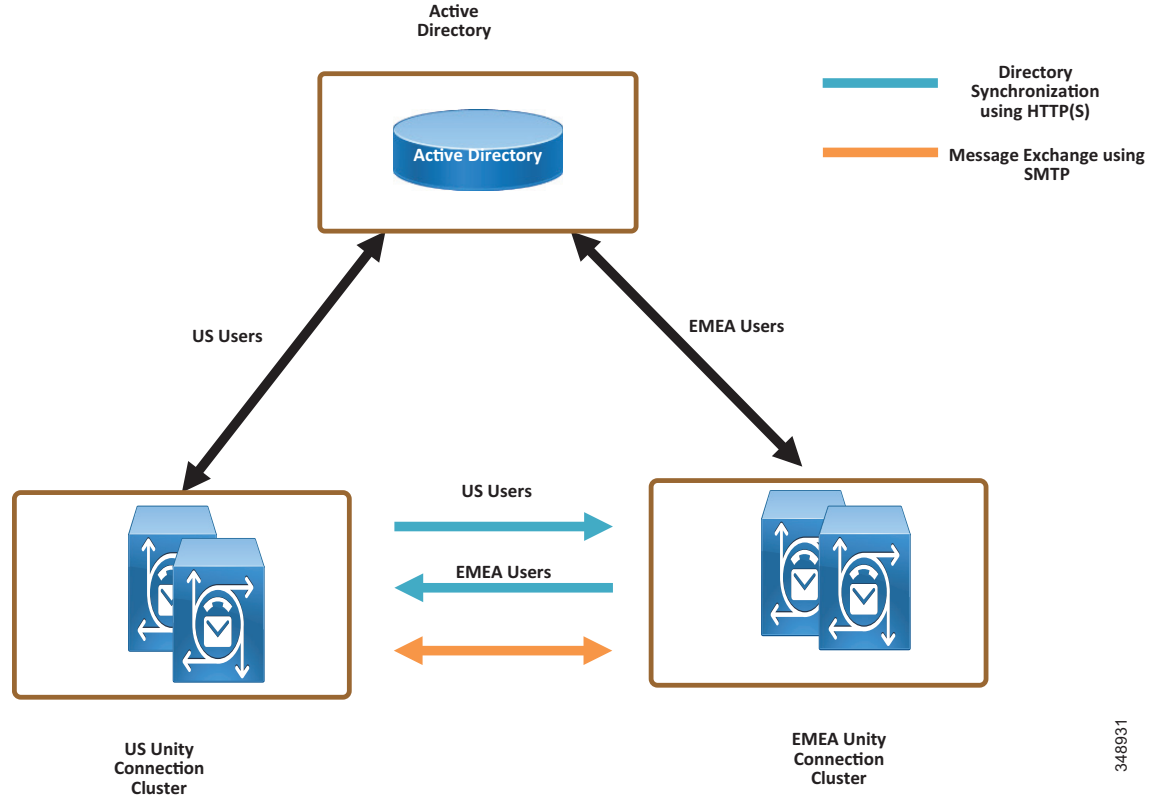 Active
Directory
Active Directory
Directory
Synchronization
using HTTP(S)
Message Exchange using
SMTP
US Users
EMEA Users
US Users
EMEA Users
US Unity
Connection
Cluster
EMEA Unity
Connection
Cluster
348931